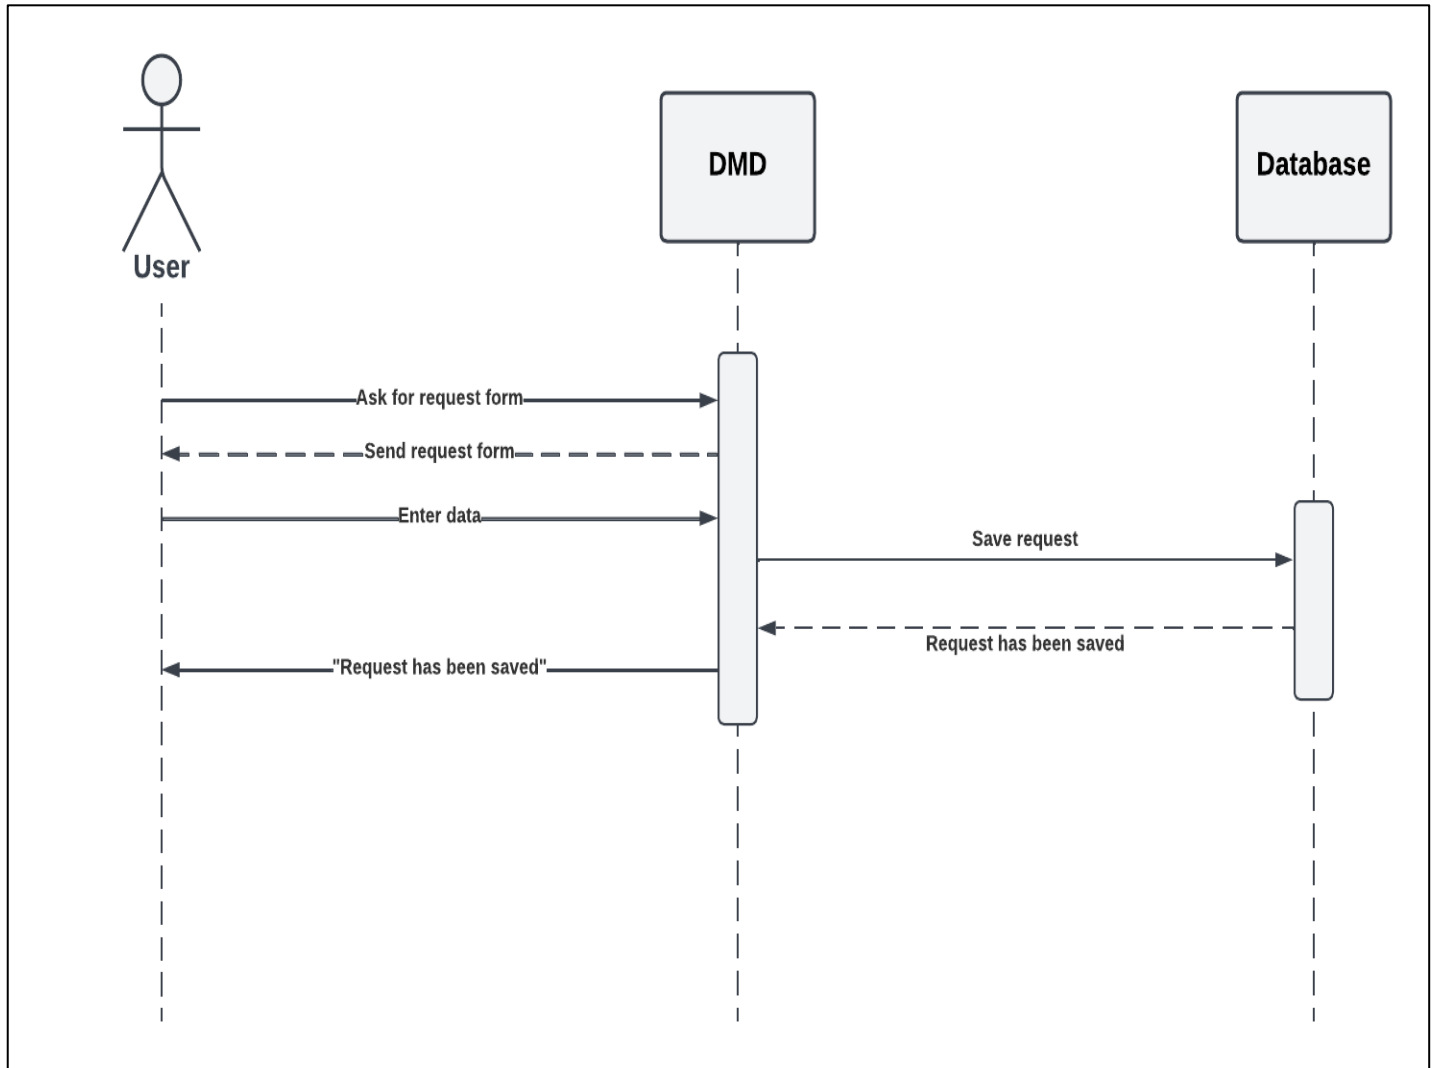 DMD
Database
User
Ask for request form
Send request form
Enter data
Save request
Request has been saved
"Request has been saved"